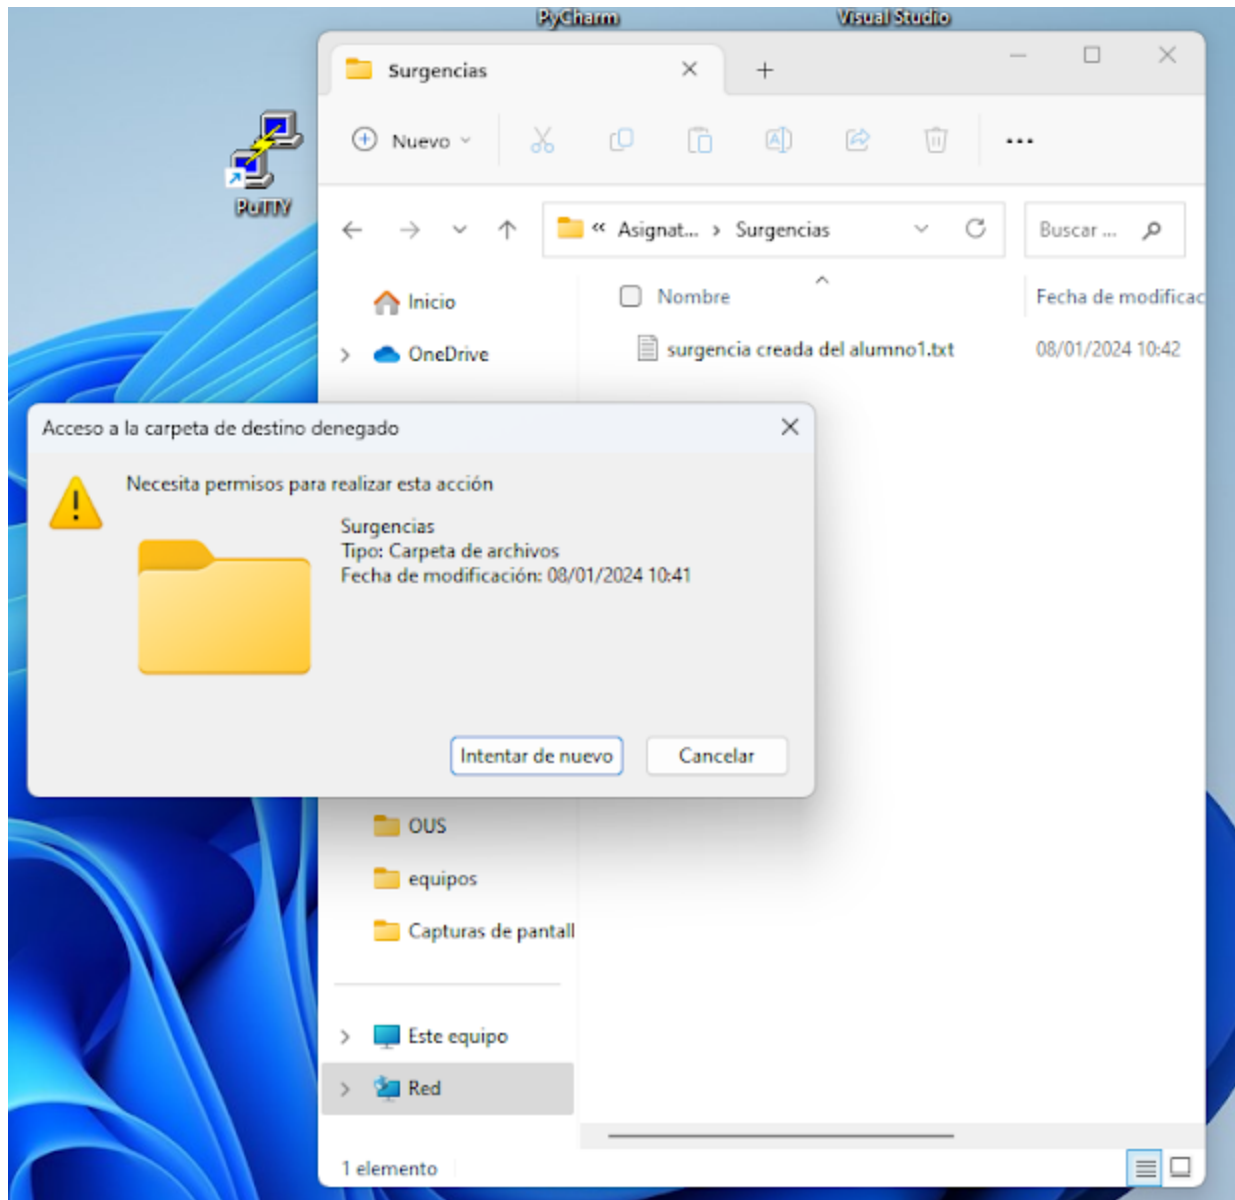 PyCharm
Visual Studio
Surgencias
PuTTY
Nuevo
« Asignat... › Surgencias
Buscar ...
Inicio
OneDrive
Nombre
Fecha de modificac
surgencia creada del alumno1.txt
08/01/2024 10:42
Acceso a la carpeta de destino denegado
Necesita permisos para realizar esta acción
Surgencias
Tipo: Carpeta de archivos
Fecha de modificación: 08/01/2024 10:41
Intentar de nuevo
Cancelar
OUS
equipos
Capturas de pantall
Este equipo
Red
1 elemento